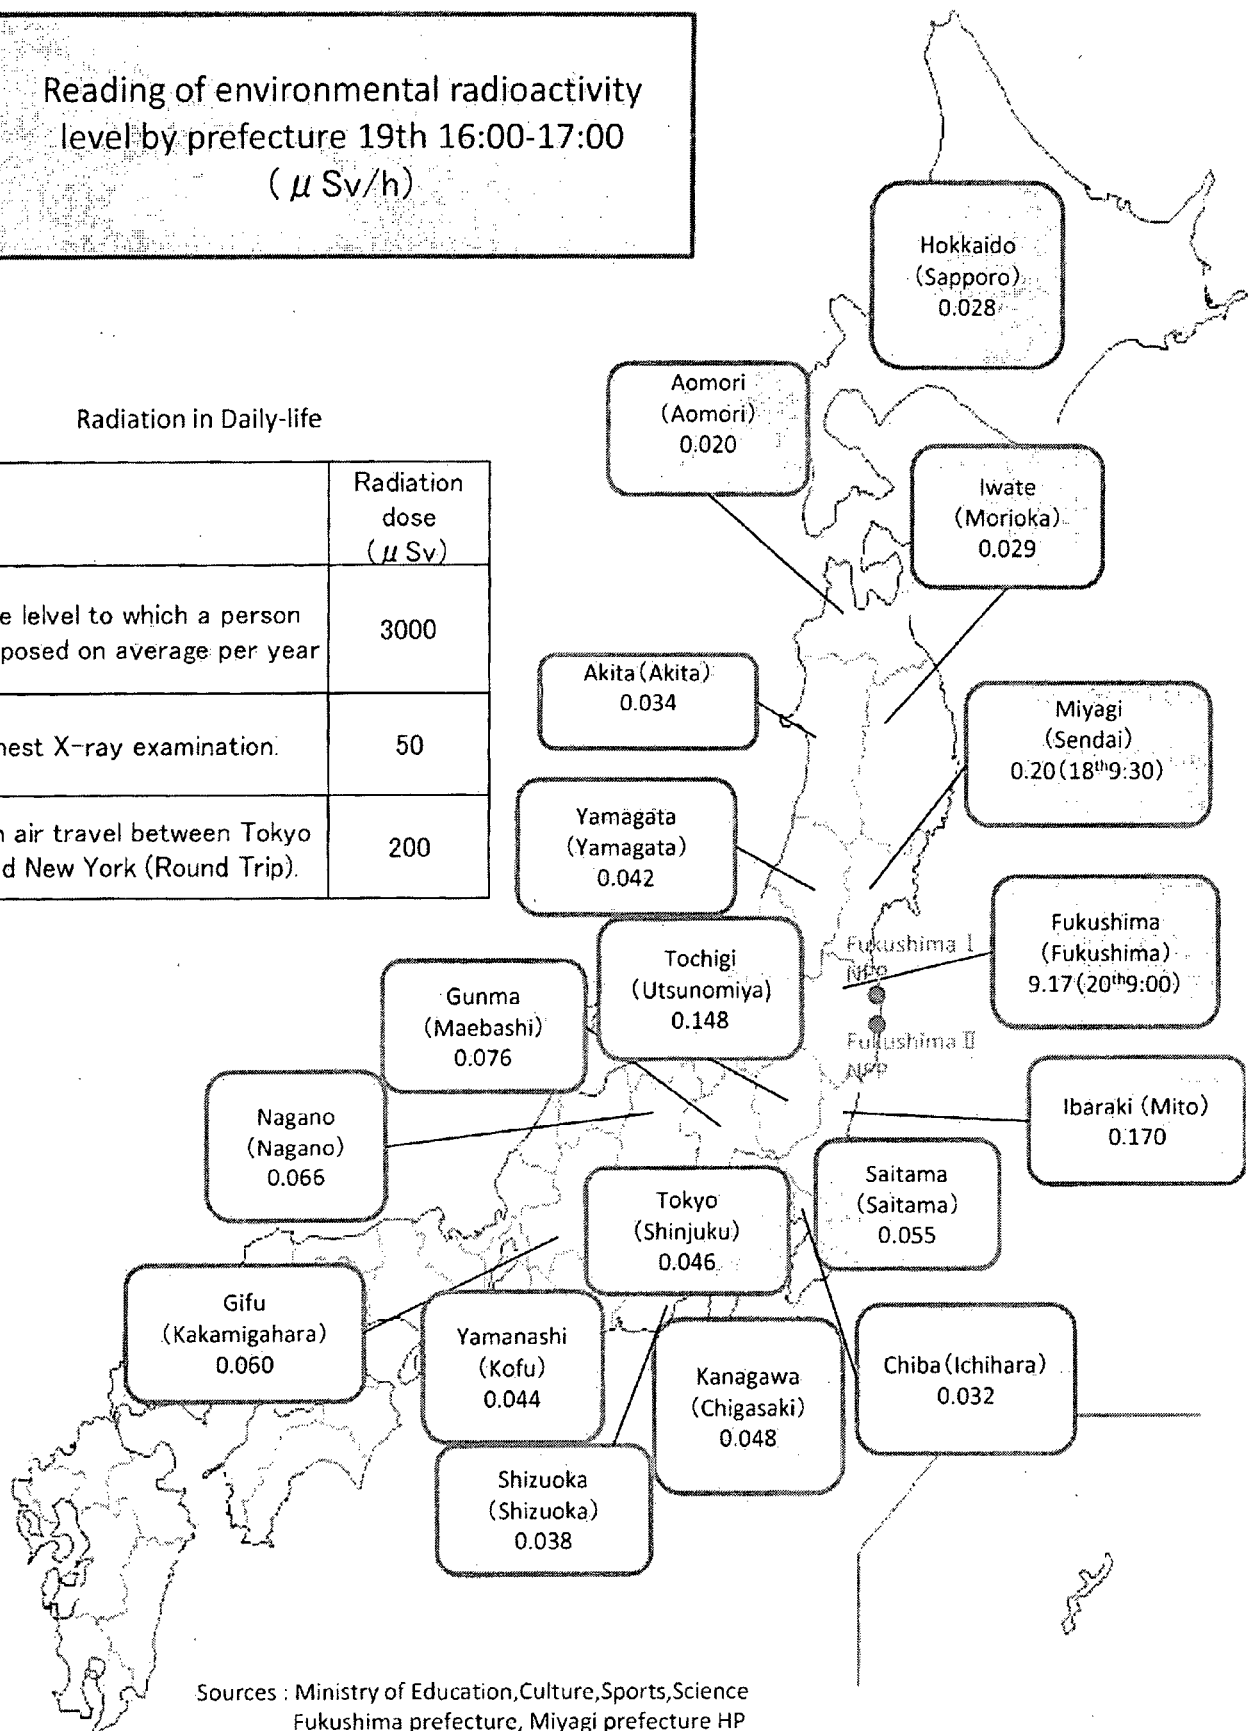 Reading of environmental radioactivity
level by prefecture 19th 16:00-17:00
(μSv/h)
Hokkaido
(Sapporo)
0.028
Aomori
(Aomori)
0.020
Radiation in Daily-life
Radiation
dose
(μSv)
Iwate
(Morioka)
0.029
e lelvel to which a person
posed on average per year
3000
Akita(Akita)
0.034
Miyagi
(Sendai)
0.20(18th9:30)
nest X-ray examination.
50
Yamagata
(Yamagata)
0.042
n air travel between Tokyo
d New York (Round Trip).
200
Fukushima
(Fukushima)
9.17(20th9:00)
Fukushima I
NPP
Fukushima II
NPP
Tochigi
(Utsunomiya)
0.148
Gunma
(Maebashi)
0.076
Ibaraki (Mito)
0.170
Nagano
(Nagano)
0.066
Saitama
(Saitama)
0.055
Tokyo
(Shinjuku)
0.046
Gifu
(Kakamigahara)
0.060
Yamanashi
(Kofu)
0.044
Kanagawa
(Chigasaki)
0.048
Chiba(Ichihara)
0.032
Shizuoka
(Shizuoka)
0.038
Sources : Ministry of Education,Culture,Sports,Science
Fukushima prefecture, Miyagi prefecture HP